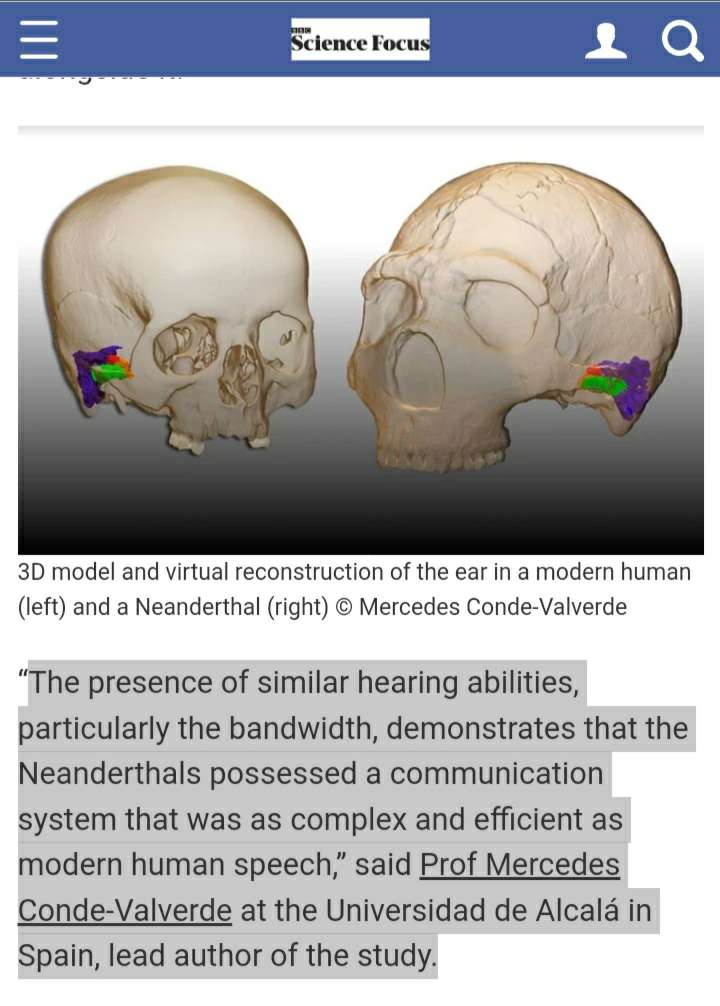 BBC
Science Focus
3D model and virtual reconstruction of the ear in a modern human
(left) and a Neanderthal (right) © Mercedes Conde-Valverde
“The presence of similar hearing abilities,
particularly the bandwidth, demonstrates that the
Neanderthals possessed a communication
system that was as complex and efficient as
modern human speech,” said Prof Mercedes
Conde-Valverde at the Universidad de Alcalá in
Spain, lead author of the study.